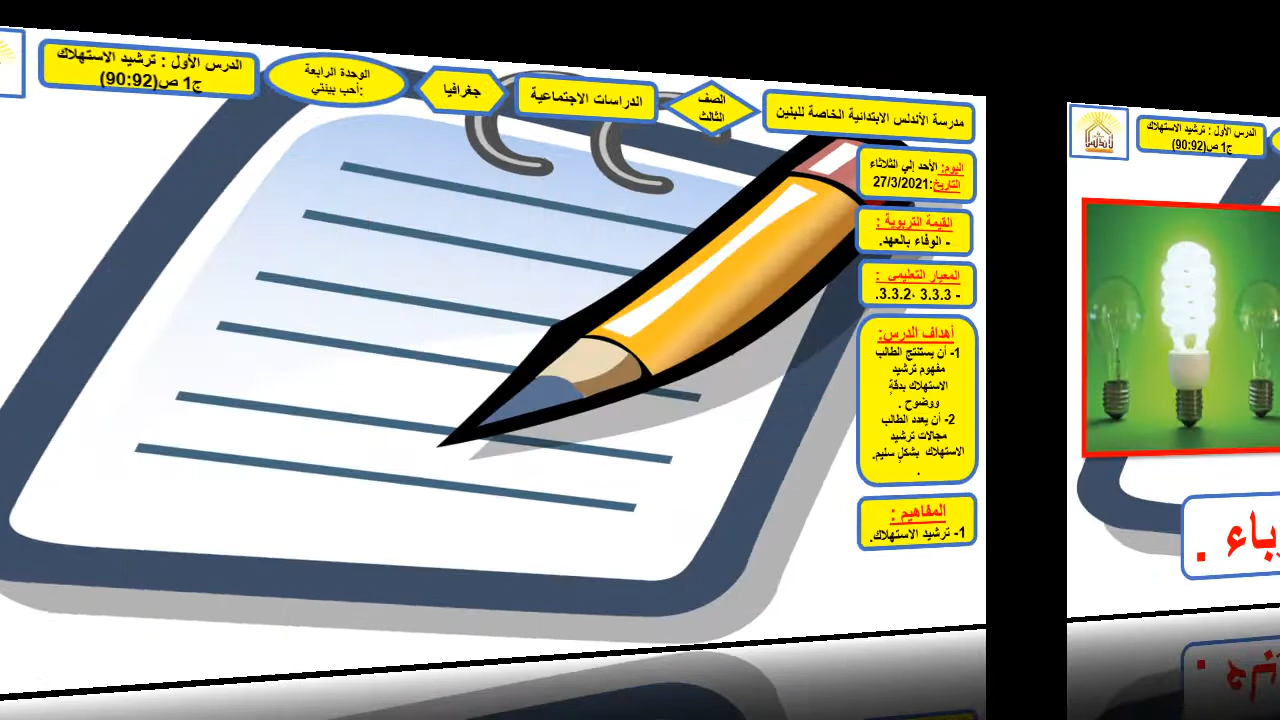 مدرسة الأندلس الابتدائية الخاصة للبنين
الصف
الثالث
الدراسات الاجتماعية
جغرافيا
الوحدة الرابعة
:أحب بيئتي
الدرس الأول : ترشيد الاستهلاك
ج1 ص(90:92)
اليوم: الأحد إلي الثلاثاء
التاريخ:27/3/2021
القيمة التربوية :
- الوفاء بالعهد.
المعيار التعليمي :
- 3.3.3 ،3.3.2.
أهداف الدرس:
1- أن يستنتج الطالب
مفهوم ترشيد
الاستهلاك بدقةٍ
ووضوح .
2- أن يعدد الطالب
مجالات ترشيد
الاستهلاك بشكلٍ سليم.
.
المفاهيم :
1- ترشيد الاستهلاك.
الدرس الأول : ترشيد الاستهلاك
ج1 ص(90:92)
الأندلس